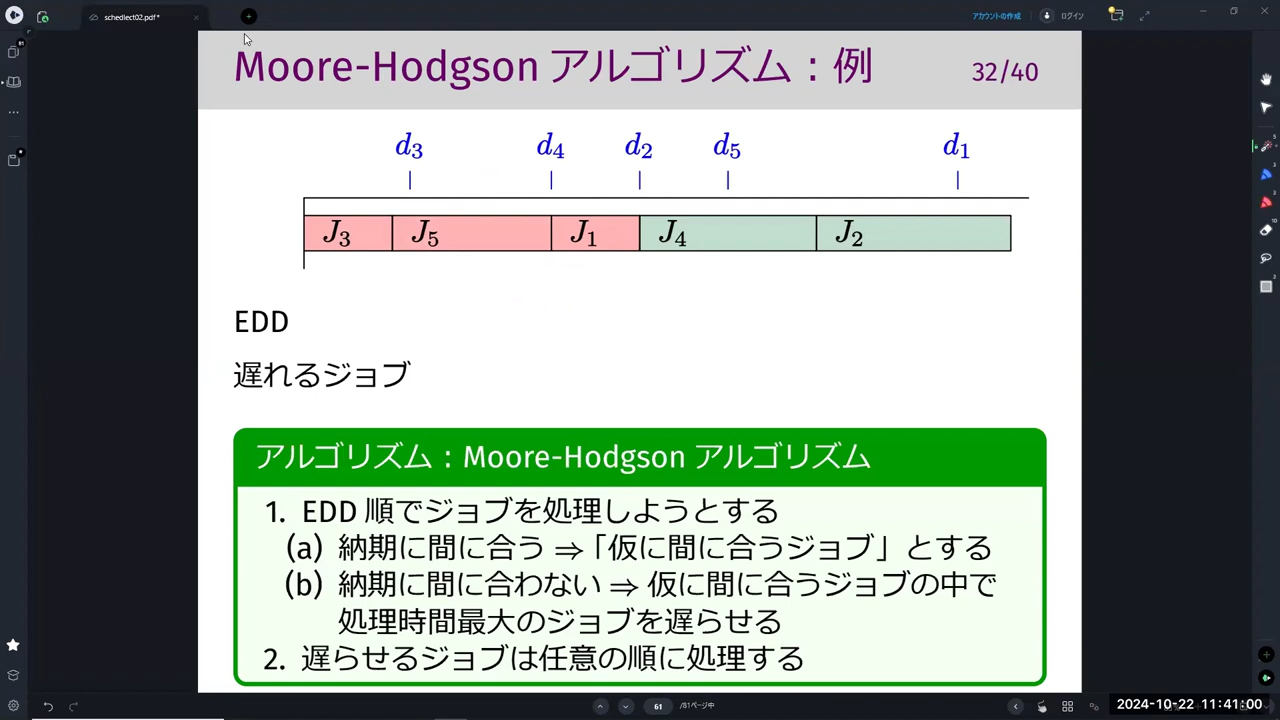 schedlect02.pdf*
アカウントの作成
ログイン
Moore-Hodgson アルゴリズム：例
32/40
d3 d4 d2 d5 d1
J3 J5 J1 J4 J2
EDD
遅れるジョブ
アルゴリズム：Moore-Hodgson アルゴリズム
1. EDD 順でジョブを処理しようとする
(a) 納期に間に合う ⇒「仮に間に合うジョブ」とする
(b) 納期に間に合わない ⇒ 仮に間に合うジョブの中で
処理時間最大のジョブを遅らせる
2. 遅らせるジョブは任意の順に処理する
61 /81ページ中
2024-10-22 11:41:00